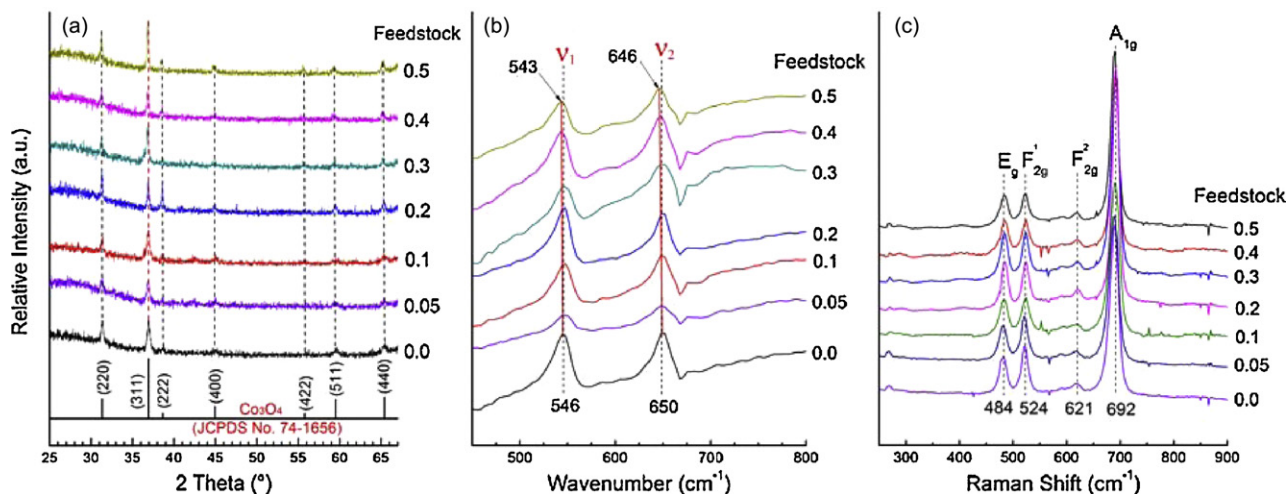 (a)
Feedstock
0.5
0.4
0.3
0.2
0.1
0.05
0.0
(220)
(311)
(222)
(400)
(422)
(511)
(440)
Co₃O₄
(JCPDS No. 74-1656)
25 30 35 40 45 50 55 60 65
2 Theta (º)
Relative Intensity (a.u.)
(b)
ν₁
ν₂
543
646
Feedstock
0.5
0.4
0.3
0.2
0.1
0.05
0.0
546
650
500 600 700 800
Wavenumber (cm⁻¹)
(c)
A₁g
E_g F¹₂g F²₂g
Feedstock
0.5
0.4
0.3
0.2
0.1
0.05
0.0
484 524 621 692
300 400 500 600 700 800 900
Raman Shift (cm⁻¹)